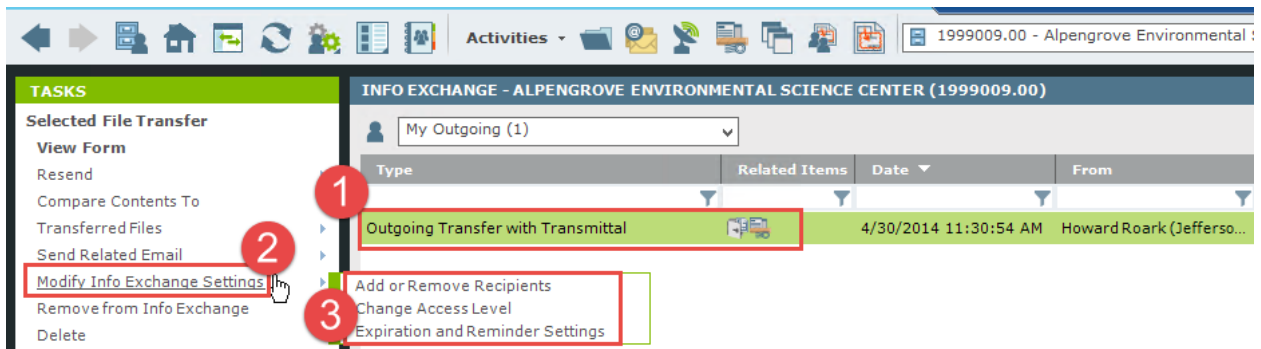 Activities
1999009.00 - Alpengrove Environmental
TASKS
Selected File Transfer
View Form
Resend
Compare Contents To
Transferred Files
Send Related Email
Modify Info Exchange Settings
Remove from Info Exchange
Delete
INFO EXCHANGE - ALPENGROVE ENVIRONMENTAL SCIENCE CENTER (1999009.00)
My Outgoing (1)
Type Related Items Date From
1
Outgoing Transfer with Transmittal 4/30/2014 11:30:54 AM Howard Roark (Jefferso...
2
3
Add or Remove Recipients
Change Access Level
Expiration and Reminder Settings